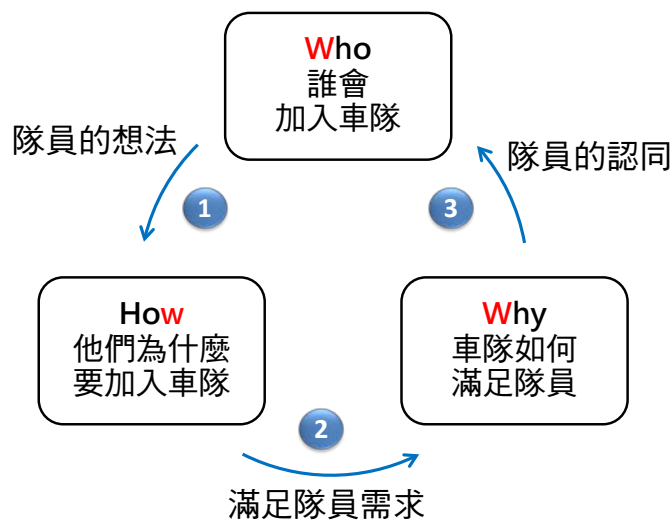 Who
誰會
加入車隊
隊員的想法
隊員的認同
1
3
How
他們為什麼
要加入車隊
Why
車隊如何
滿足隊員
2
滿足隊員需求